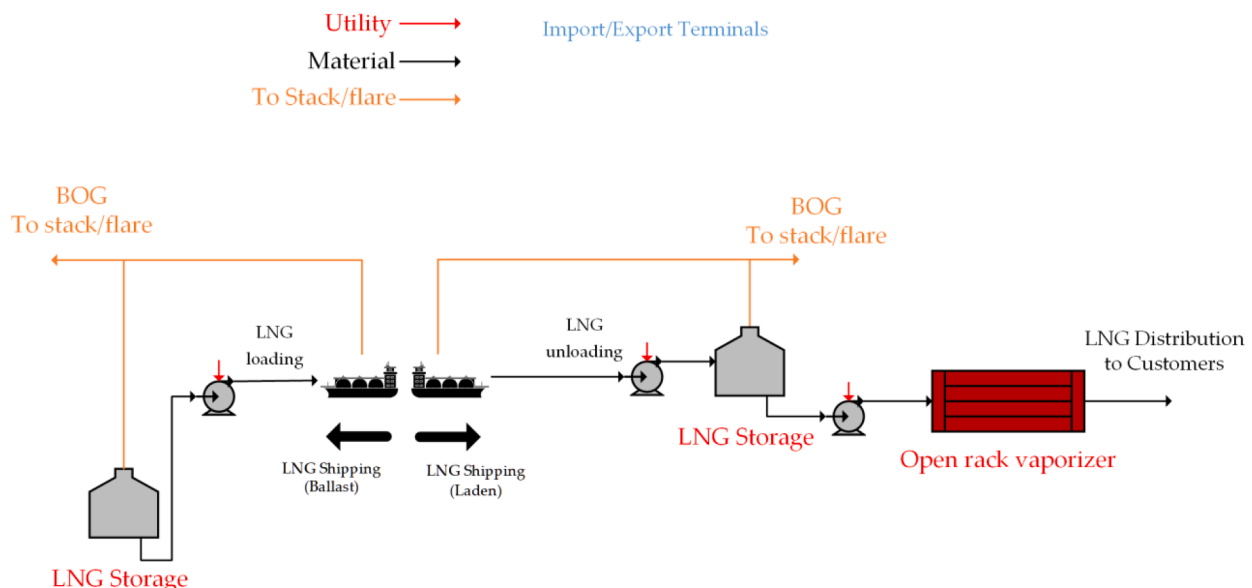 Utility
Import/Export Terminals
Material
To Stack/flare
BOG
To stack/flare
BOG
To stack/flare
LNG
loading
LNG
unloading
LNG Distribution
to Customers
LNG Storage
Open rack vaporizer
LNG Shipping
(Ballast)
LNG Shipping
(Laden)
LNG Storage